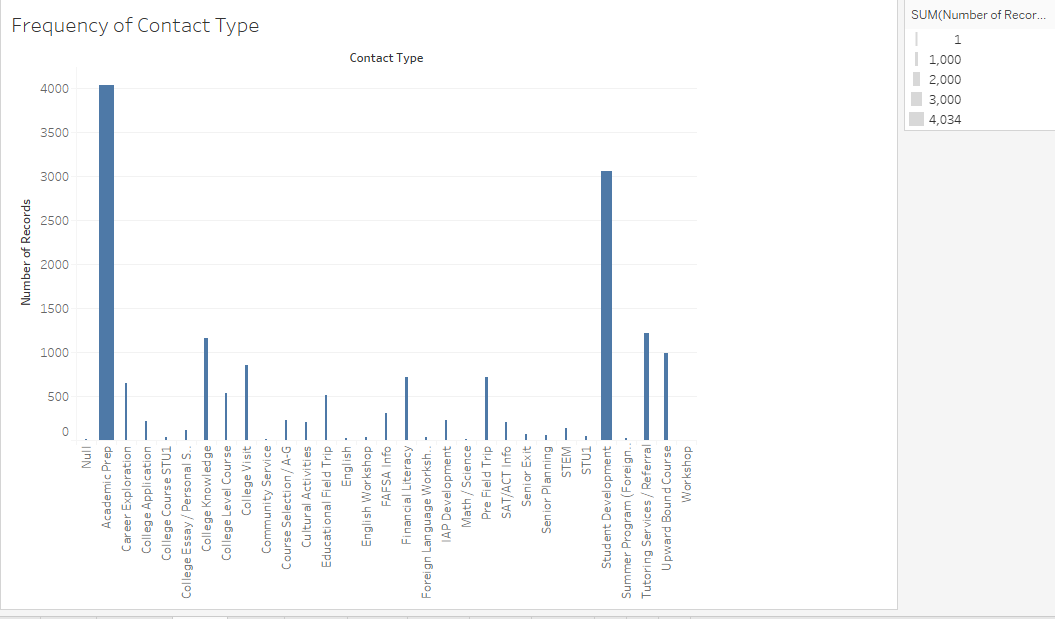 Frequency of Contact Type
SUM(Number of Recor...
1
1,000
2,000
3,000
4,034
Contact Type
Number of Records
4000
3500
3000
2500
2000
1500
1000
500
0
Null
Academic Prep
Career Exploration
College Application
College Course STU1
College Essay / Personal S..
College Knowledge
College Level Course
College Visit
Community Service
Course Selection / A-G
Cultural Activities
Educational Field Trip
English
English Workshop
FAFSA Info
Financial Literacy
Foreign Language Worksh..
IAP Development
Math / Science
Pre Field Trip
SAT/ACT Info
Senior Exit
Senior Planning
STEM
STU1
Student Development
Summer Program (Foreign..
Tutoring Services / Referral
Upward Bound Course
Workshop